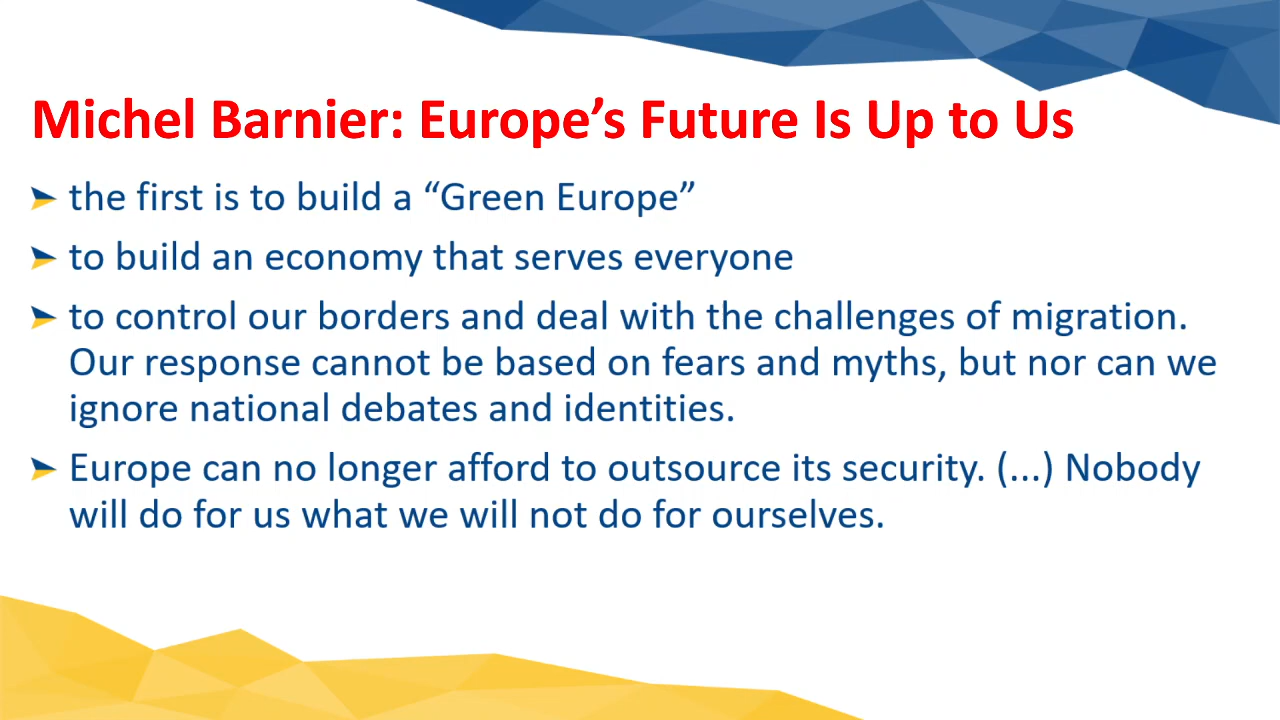 Michel Barnier: Europe’s Future Is Up to Us
the first is to build a “Green Europe”
to build an economy that serves everyone
to control our borders and deal with the challenges of migration.
Our response cannot be based on fears and myths, but nor can we
ignore national debates and identities.
Europe can no longer afford to outsource its security. (...) Nobody
will do for us what we will not do for ourselves.